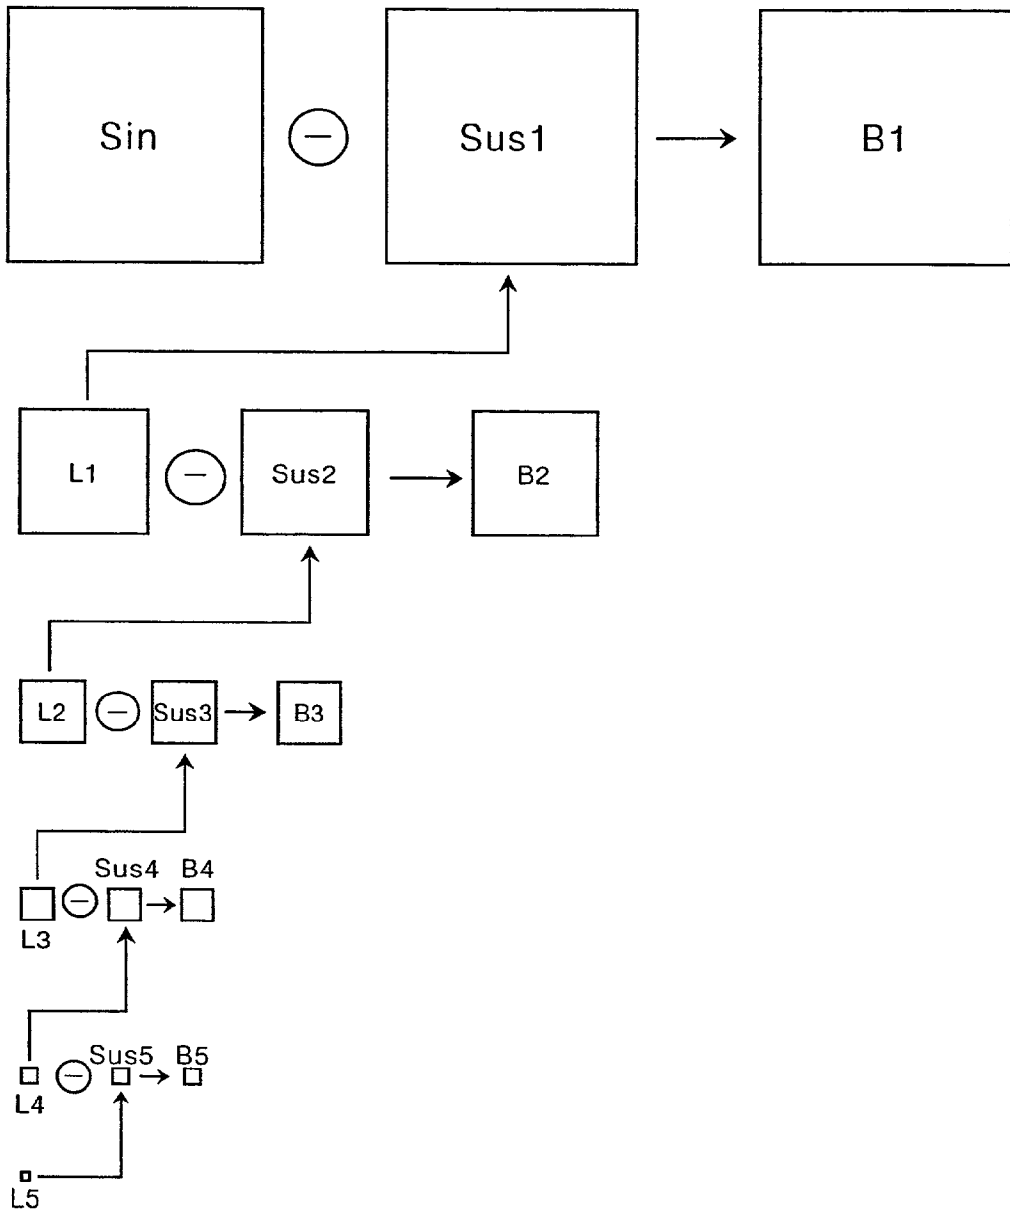 Sin − Sus1 → B1
L1 − Sus2 → B2
L2 − Sus3 → B3
Sus4 B4
− →
L3
Sus5 B5
− →
L4
L5